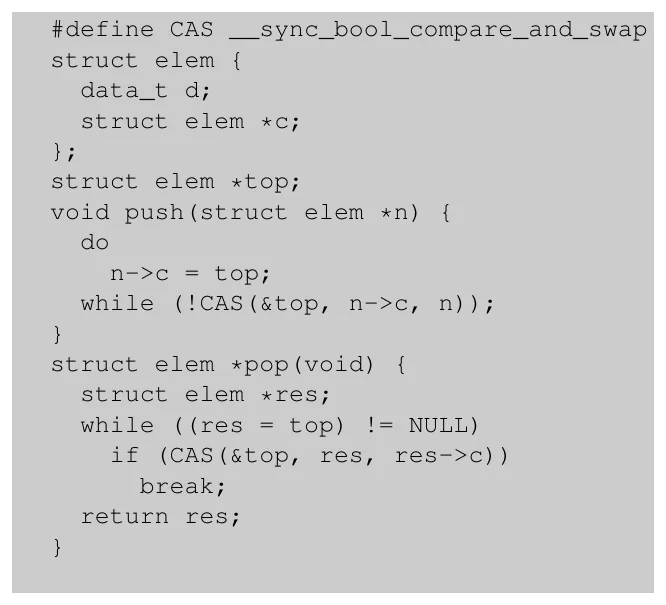 #define CAS __sync_bool_compare_and_swap
struct elem {
  data_t d;
  struct elem *c;
};
struct elem *top;
void push(struct elem *n) {
  do
    n->c = top;
  while (!CAS(&top, n->c, n));
}
struct elem *pop(void) {
  struct elem *res;
  while ((res = top) != NULL)
    if (CAS(&top, res, res->c))
      break;
  return res;
}